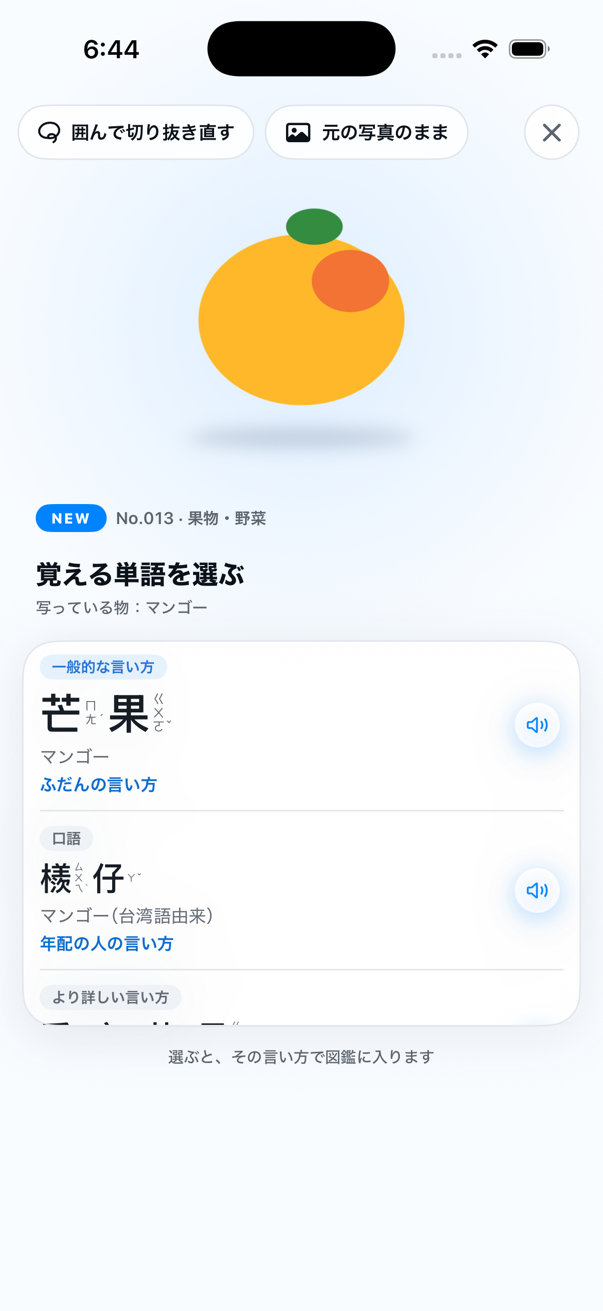 6:44
囲んで切り抜き直す
元の写真のまま
NEW No.013 · 果物・野菜
覚える単語を選ぶ
写っている物：マンゴー
一般的な言い方
芒ㄇㄤˊ果ㄍㄨㄛˇ
マンゴー
ふだんの言い方
口語
檨ㄙㄨㄞˋ仔ㄚˇ
マンゴー（台湾語由来）
年配の人の言い方
より詳しい言い方
選ぶと、その言い方で図鑑に入ります